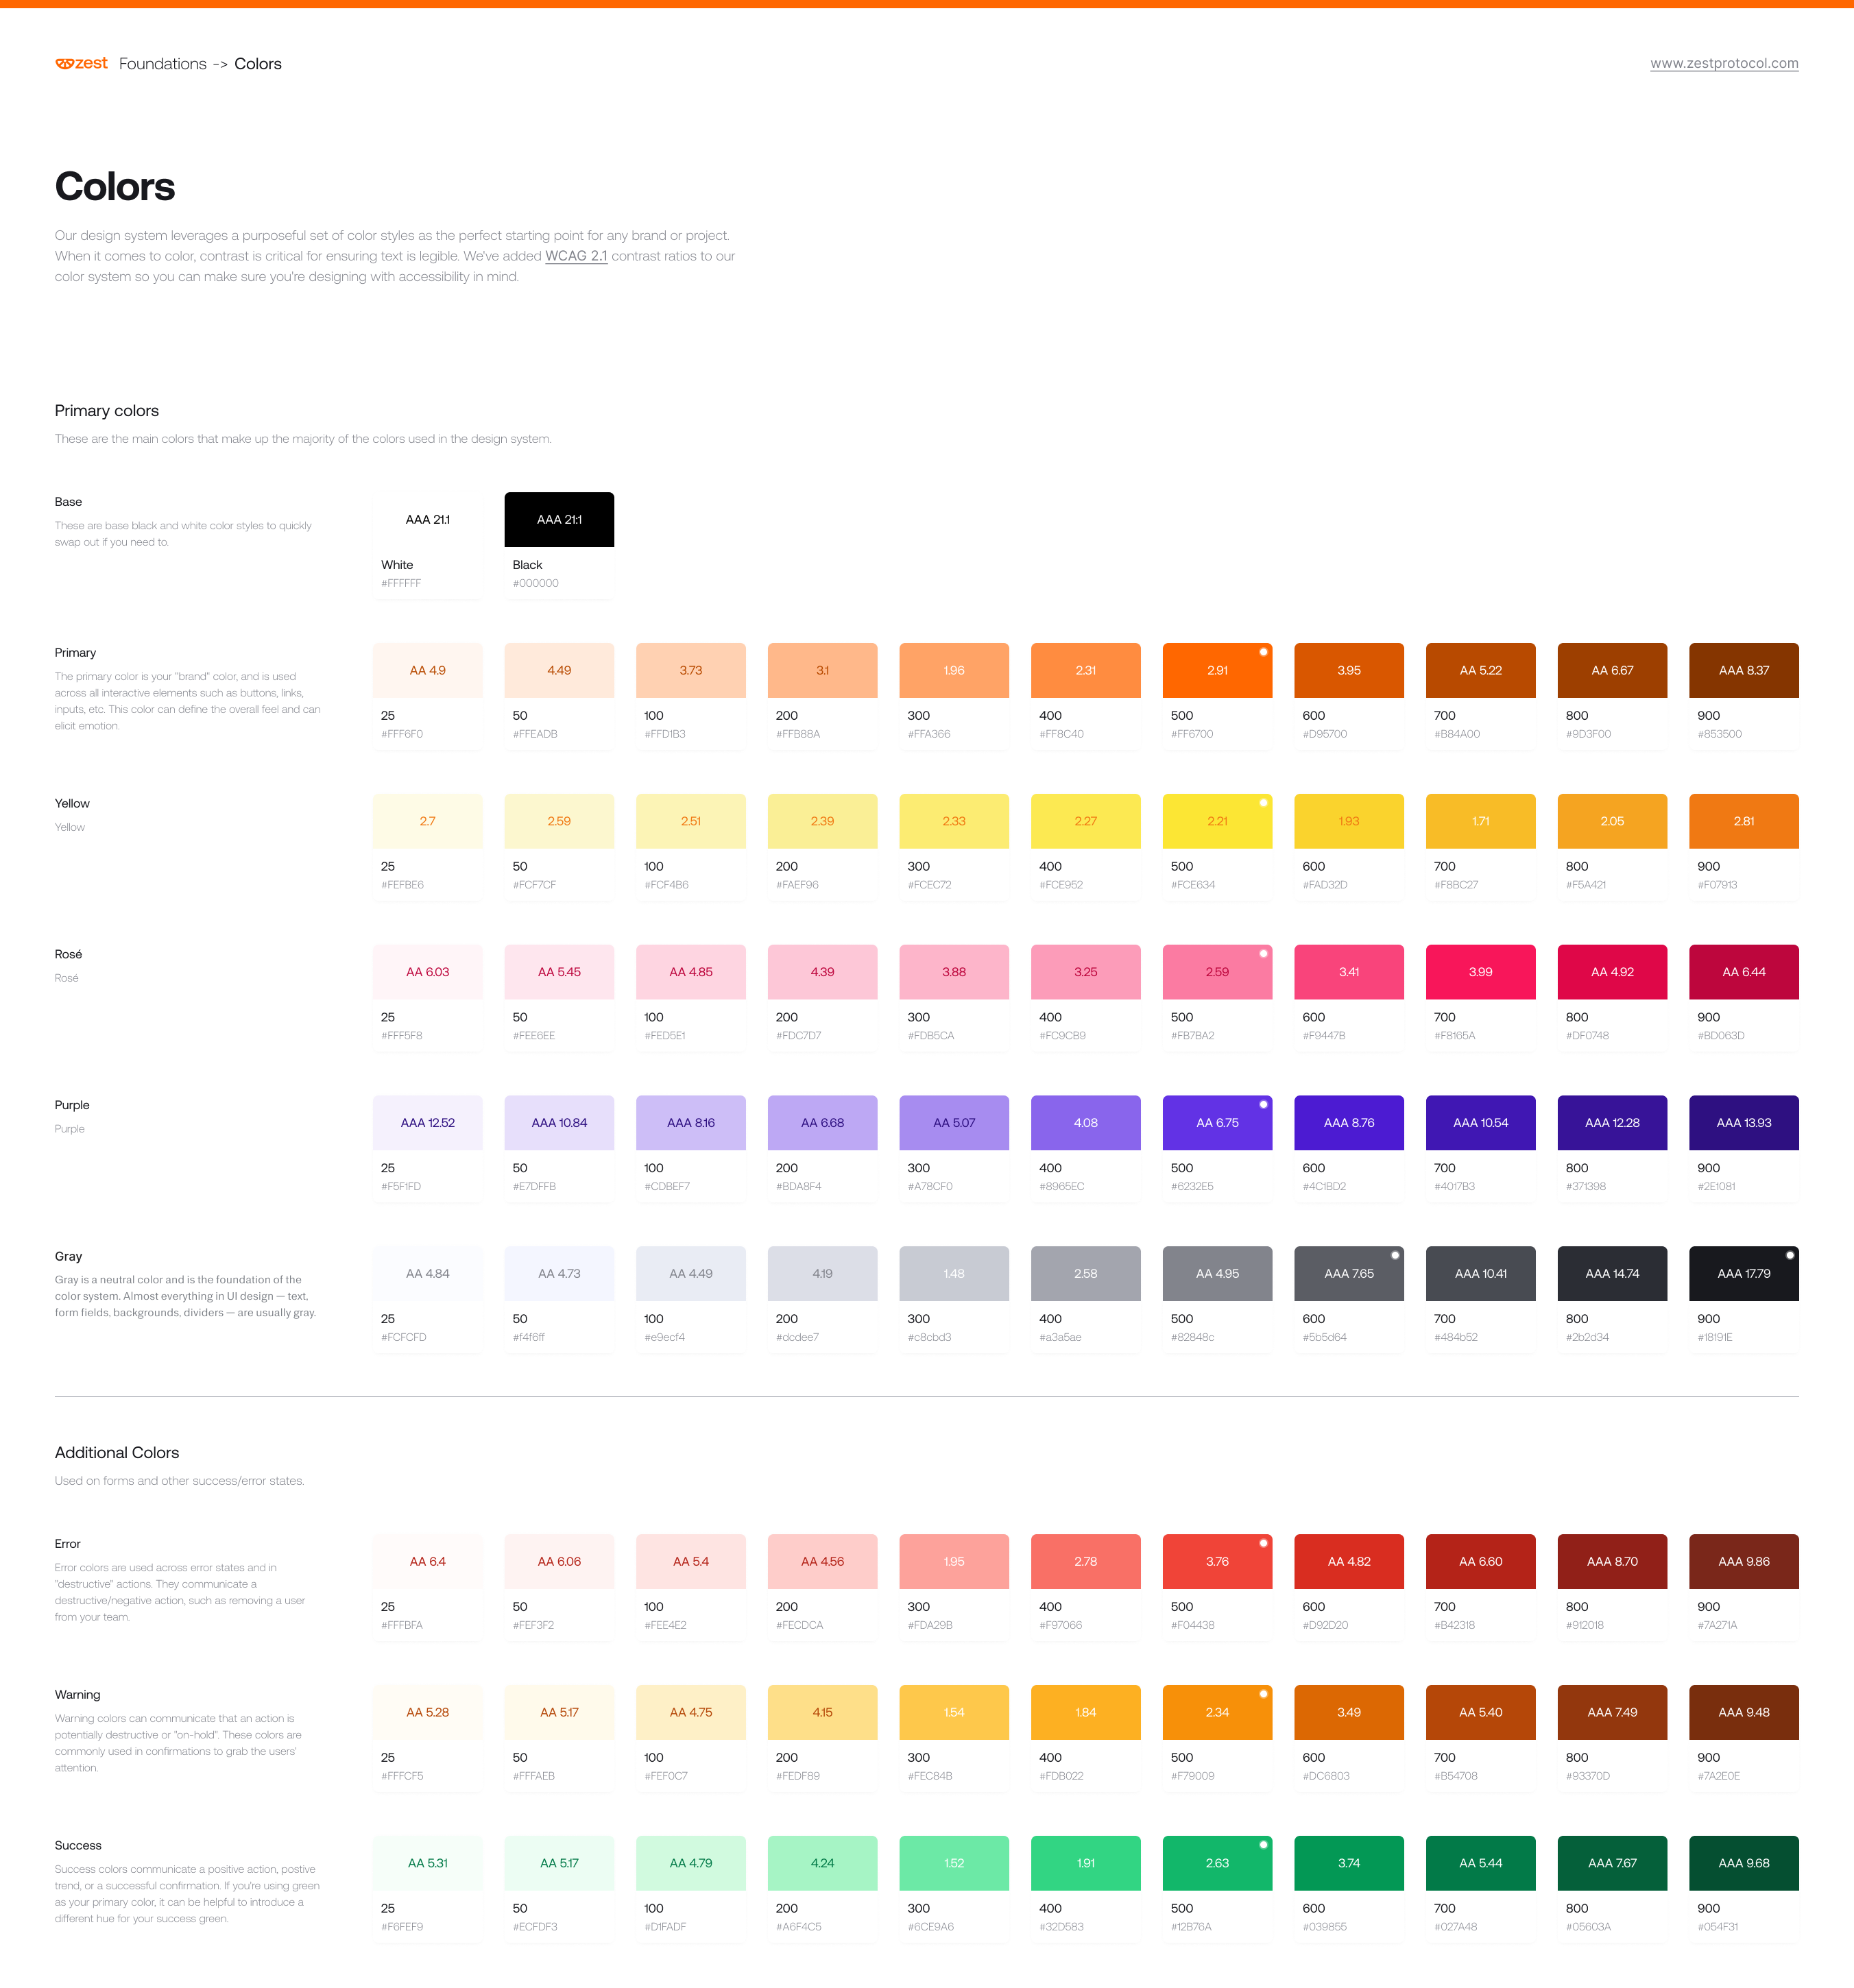 zest Foundations -> Colors
www.zestprotocol.com
Colors
Our design system leverages a purposeful set of color styles as the perfect starting point for any brand or project.
When it comes to color, contrast is critical for ensuring text is legible. We've added WCAG 2.1 contrast ratios to our
color system so you can make sure you're designing with accessibility in mind.
Primary colors
These are the main colors that make up the majority of the colors used in the design system.
Base
These are base black and white color styles to quickly
swap out if you need to.
AAA 21:1 AAA 21:1
White Black
#FFFFFF #000000
Primary
The primary color is your "brand" color, and is used
across all interactive elements such as buttons, links,
inputs, etc. This color can define the overall feel and can
elicit emotion.
AA 4.9 4.49 3.73 3.1 1.96 2.31 2.91 3.95 AA 5.22 AA 6.67 AAA 8.37
25 50 100 200 300 400 500 600 700 800 900
#FFF6F0 #FFEADB #FFD1B3 #FFB88A #FFA366 #FF8C40 #FF6700 #D95700 #B84A00 #9D3F00 #853500
Yellow
Yellow
2.7 2.59 2.51 2.39 2.33 2.27 2.21 1.93 1.71 2.05 2.81
25 50 100 200 300 400 500 600 700 800 900
#FEFBE6 #FCF7CF #FCF4B6 #FAEF96 #FCEC72 #FCE952 #FCE634 #FAD32D #F8BC27 #F5A421 #F07913
Rosé
Rosé
AA 6.03 AA 5.45 AA 4.85 4.39 3.88 3.25 2.59 3.41 3.99 AA 4.92 AA 6.44
25 50 100 200 300 400 500 600 700 800 900
#FFF5F8 #FEE6EE #FED5E1 #FDC7D7 #FDB5CA #FC9CB9 #FB7BA2 #F9447B #F8165A #DF0748 #BD063D
Purple
Purple
AAA 12.52 AAA 10.84 AAA 8.16 AA 6.68 AA 5.07 4.08 AA 6.75 AAA 8.76 AAA 10.54 AAA 12.28 AAA 13.93
25 50 100 200 300 400 500 600 700 800 900
#F5F1FD #E7DFFB #CDBEF7 #BDA8F4 #A78CF0 #8965EC #6232E5 #4C1BD2 #4017B3 #371398 #2E1081
Gray
Gray is a neutral color and is the foundation of the
color system. Almost everything in UI design — text,
form fields, backgrounds, dividers — are usually gray.
AA 4.84 AA 4.73 AA 4.49 4.19 1.48 2.58 AA 4.95 AAA 7.65 AAA 10.41 AAA 14.74 AAA 17.79
25 50 100 200 300 400 500 600 700 800 900
#FCFCFD #f4f6ff #e9ecf4 #dcdee7 #c8cbd3 #a3a5ae #82848c #5b5d64 #484b52 #2b2d34 #18191E
Additional Colors
Used on forms and other success/error states.
Error
Error colors are used across error states and in
"destructive" actions. They communicate a
destructive/negative action, such as removing a user
from your team.
AA 6.4 AA 6.06 AA 5.4 AA 4.56 1.95 2.78 3.76 AA 4.82 AA 6.60 AAA 8.70 AAA 9.86
25 50 100 200 300 400 500 600 700 800 900
#FFFBFA #FEF3F2 #FEE4E2 #FECDCA #FDA29B #F97066 #F04438 #D92D20 #B42318 #912018 #7A271A
Warning
Warning colors can communicate that an action is
potentially destructive or "on-hold". These colors are
commonly used in confirmations to grab the users'
attention.
AA 5.28 AA 5.17 AA 4.75 4.15 1.54 1.84 2.34 3.49 AA 5.40 AAA 7.49 AAA 9.48
25 50 100 200 300 400 500 600 700 800 900
#FFFCF5 #FFFAEB #FEF0C7 #FEDF89 #FEC84B #FDB022 #F79009 #DC6803 #B54708 #93370D #7A2E0E
Success
Success colors communicate a positive action, postive
trend, or a successful confirmation. If you're using green
as your primary color, it can be helpful to introduce a
different hue for your success green.
AA 5.31 AA 5.17 AA 4.79 4.24 1.52 1.91 2.63 3.74 AA 5.44 AAA 7.67 AAA 9.68
25 50 100 200 300 400 500 600 700 800 900
#F6FEF9 #ECFDF3 #D1FADF #A6F4C5 #6CE9A6 #32D583 #12B76A #039855 #027A48 #05603A #054F31